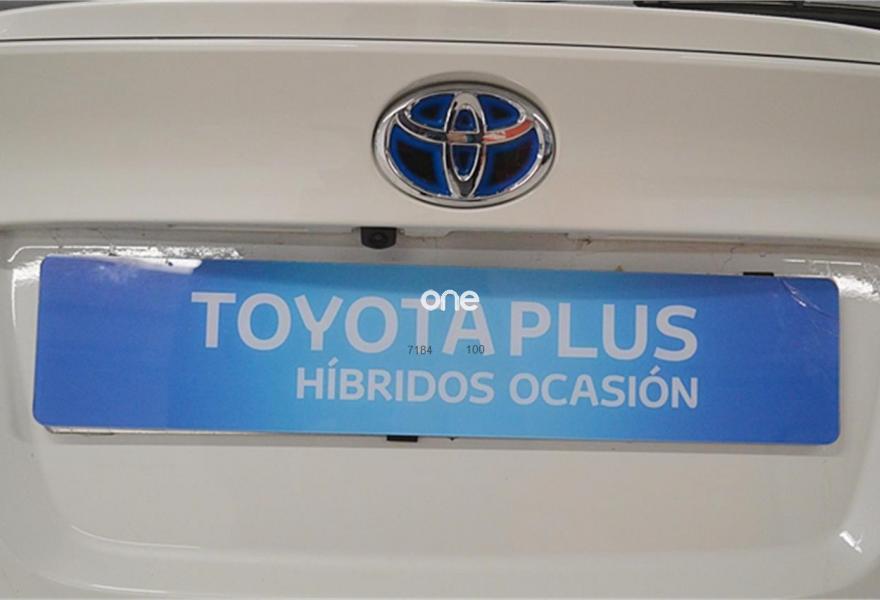 TOYOTA PLUS
one
7184 100
HÍBRIDOS OCASIÓN